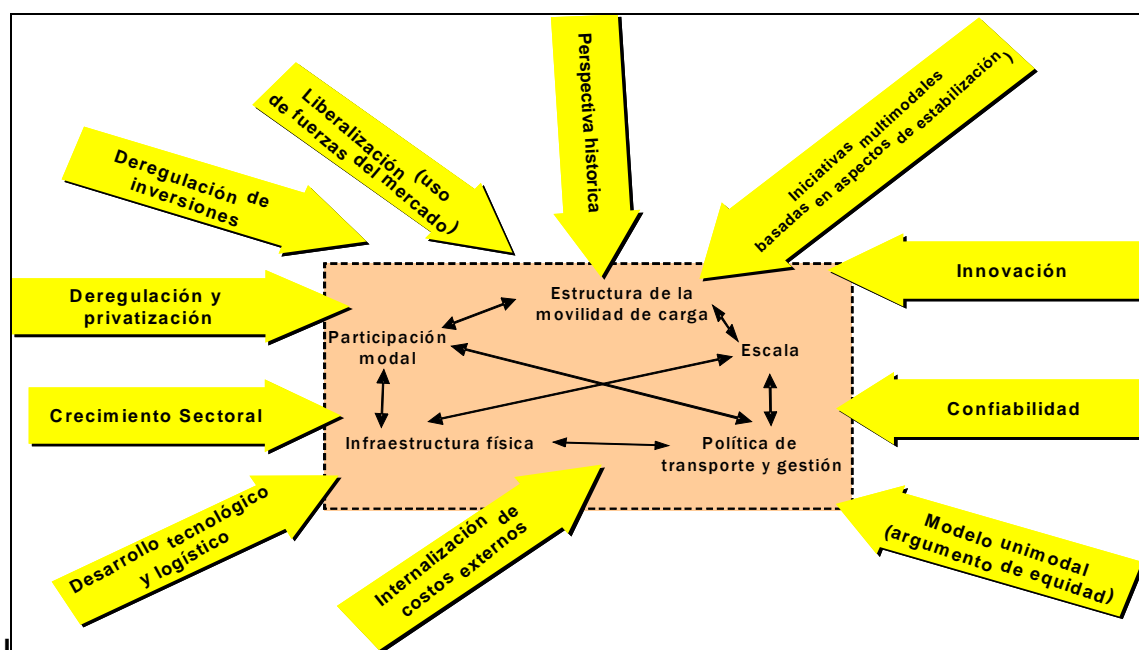 Perspectiva historica
Iniciativas multimodales
basadas en aspectos de estabilización)
Liberalización (uso
de fuerzas del mercado)
Deregulación de
inversiones
Innovación
Deregulación y
privatización
Estructura de la
movilidad de carga
Participación
modal
Escala
Crecimiento Sectoral
Confiabilidad
Infraestructura física
Política de
transporte y gestión
Desarrollo tecnológico
y logístico
Internalización de
costos externos
Modelo unimodal
(argumento de equidad)